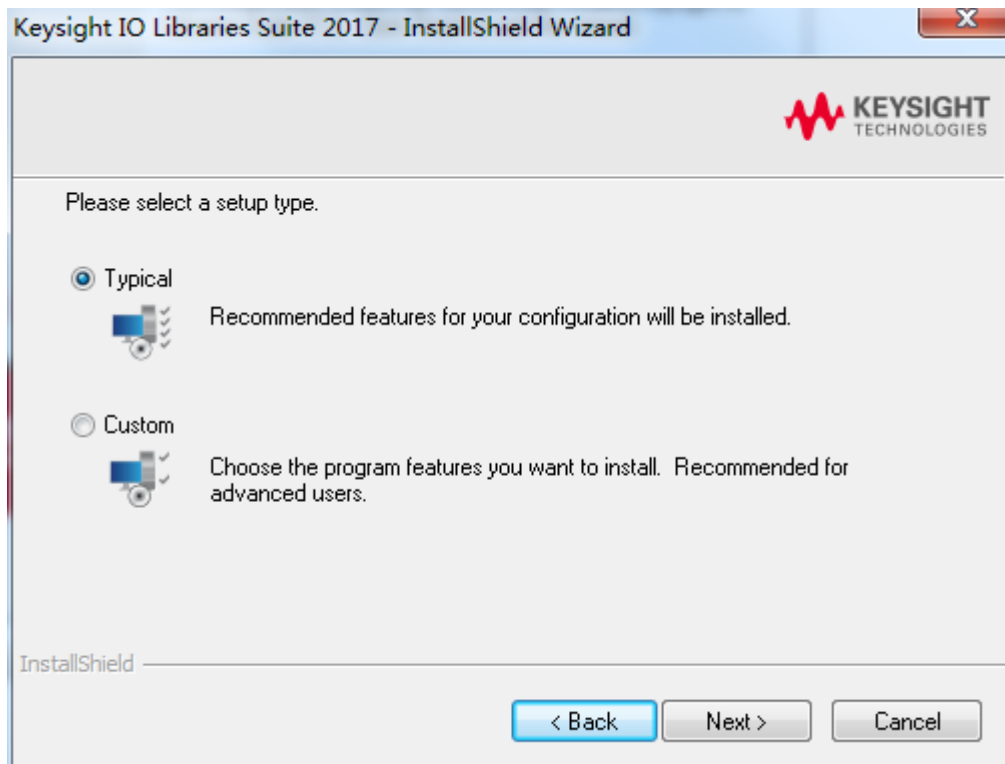 Keysight IO Libraries Suite 2017 - InstallShield Wizard
KEYSIGHT
TECHNOLOGIES
Please select a setup type.
Typical
Recommended features for your configuration will be installed.
Custom
Choose the program features you want to install.  Recommended for
advanced users.
InstallShield
< Back
Next >
Cancel